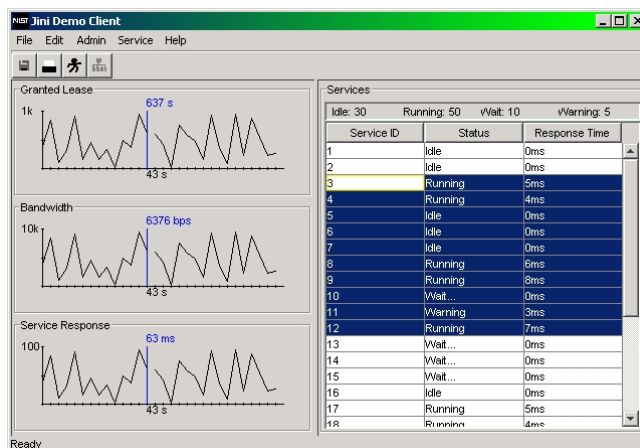 NIST Jini Demo Client
File Edit Admin Service Help
Granted Lease
637 s
1k
43 s
Bandwidth
6376 bps
10k
43 s
Service Response
63 ms
100
43 s
Services
Idle: 30 Running: 50 Wait: 10 Warning: 5
Service ID Status Response Time
1 Idle 0ms
2 Idle 0ms
3 Running 5ms
4 Running 4ms
5 Idle 0ms
6 Idle 0ms
7 Idle 0ms
8 Running 6ms
9 Running 8ms
10 Wait... 0ms
11 Warning 3ms
12 Running 7ms
13 Wait... 0ms
14 Wait... 0ms
15 Wait... 0ms
16 Idle 0ms
17 Running 5ms
18 Running 4ms
Ready